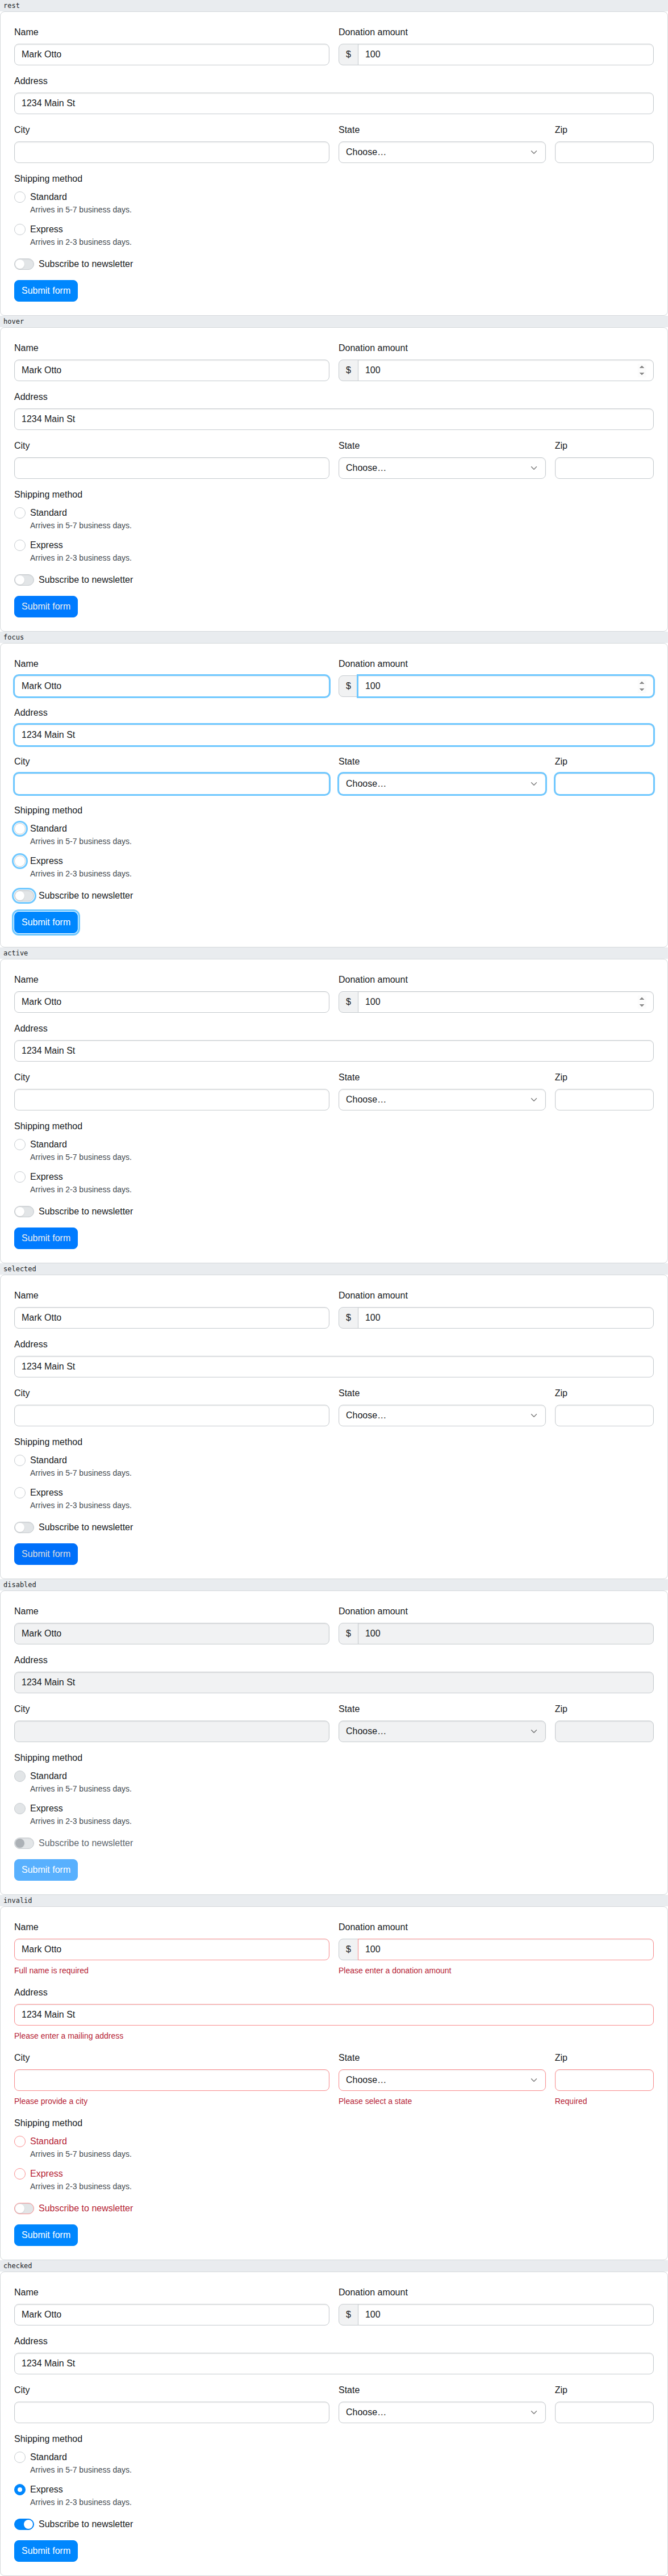 rest
Name Donation amount
Mark Otto $ 100
Address
1234 Main St
City State Zip
Choose…
Shipping method
Standard
Arrives in 5-7 business days.
Express
Arrives in 2-3 business days.
Subscribe to newsletter
Submit form
hover
Name Donation amount
Mark Otto $ 100
Address
1234 Main St
City State Zip
Choose…
Shipping method
Standard
Arrives in 5-7 business days.
Express
Arrives in 2-3 business days.
Subscribe to newsletter
Submit form
focus
Name Donation amount
Mark Otto $ 100
Address
1234 Main St
City State Zip
Choose…
Shipping method
Standard
Arrives in 5-7 business days.
Express
Arrives in 2-3 business days.
Subscribe to newsletter
Submit form
active
Name Donation amount
Mark Otto $ 100
Address
1234 Main St
City State Zip
Choose…
Shipping method
Standard
Arrives in 5-7 business days.
Express
Arrives in 2-3 business days.
Subscribe to newsletter
Submit form
selected
Name Donation amount
Mark Otto $ 100
Address
1234 Main St
City State Zip
Choose…
Shipping method
Standard
Arrives in 5-7 business days.
Express
Arrives in 2-3 business days.
Subscribe to newsletter
Submit form
disabled
Name Donation amount
Mark Otto $ 100
Address
1234 Main St
City State Zip
Choose…
Shipping method
Standard
Arrives in 5-7 business days.
Express
Arrives in 2-3 business days.
Subscribe to newsletter
Submit form
invalid
Name Donation amount
Mark Otto $ 100
Full name is required Please enter a donation amount
Address
1234 Main St
Please enter a mailing address
City State Zip
Choose…
Please provide a city Please select a state Required
Shipping method
Standard
Arrives in 5-7 business days.
Express
Arrives in 2-3 business days.
Subscribe to newsletter
Submit form
checked
Name Donation amount
Mark Otto $ 100
Address
1234 Main St
City State Zip
Choose…
Shipping method
Standard
Arrives in 5-7 business days.
Express
Arrives in 2-3 business days.
Subscribe to newsletter
Submit form